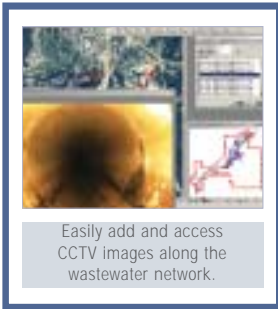 Easily add and access
CCTV images along the
wastewater network.